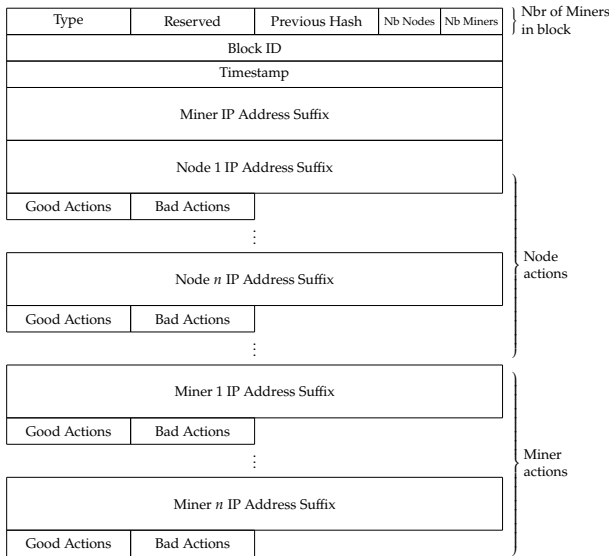 Type Reserved Previous Hash Nb Nodes Nb Miners
Nbr of Miners
in block
Block ID
Timestamp
Miner IP Address Suffix
Node 1 IP Address Suffix
Good Actions Bad Actions
⋮
Node n IP Address Suffix
Node
actions
Good Actions Bad Actions
⋮
Miner 1 IP Address Suffix
Good Actions Bad Actions
⋮
Miner
actions
Miner n IP Address Suffix
Good Actions Bad Actions